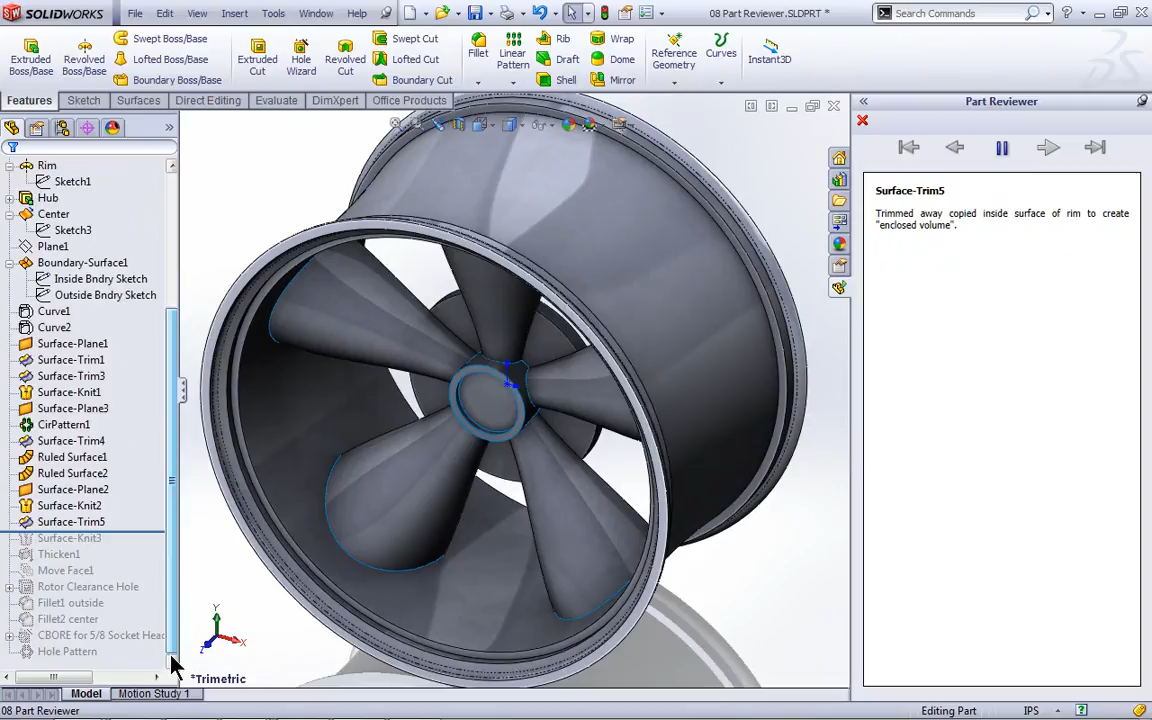 SOLIDWORKS File Edit View Insert Tools Window Help 08 Part Reviewer.SLDPRT * Search Commands
Extruded Boss/Base
Revolved Boss/Base
Swept Boss/Base
Lofted Boss/Base
Boundary Boss/Base
Extruded Cut
Hole Wizard
Revolved Cut
Swept Cut
Lofted Cut
Boundary Cut
Fillet
Linear Pattern
Rib
Draft
Shell
Wrap
Dome
Mirror
Reference Geometry
Curves
Instant3D
Features Sketch Surfaces Direct Editing Evaluate DimXpert Office Products
Part Reviewer
Rim
Sketch1
Hub
Center
Sketch3
Plane1
Boundary-Surface1
Inside Bndry Sketch
Outside Bndry Sketch
Curve1
Curve2
Surface-Plane1
Surface-Trim1
Surface-Trim3
Surface-Knit1
Surface-Plane3
CirPattern1
Surface-Trim4
Ruled Surface1
Ruled Surface2
Surface-Plane2
Surface-Knit2
Surface-Trim5
Surface-Knit3
Thicken1
Move Face1
Rotor Clearance Hole
Fillet1 outside
Fillet2 center
CBORE for 5/8 Socket Head
Hole Pattern
Surface-Trim5
Trimmed away copied inside surface of rim to create
"enclosed volume".
Y
X
Z
*Trimetric
Model Motion Study 1
08 Part Reviewer Editing Part IPS